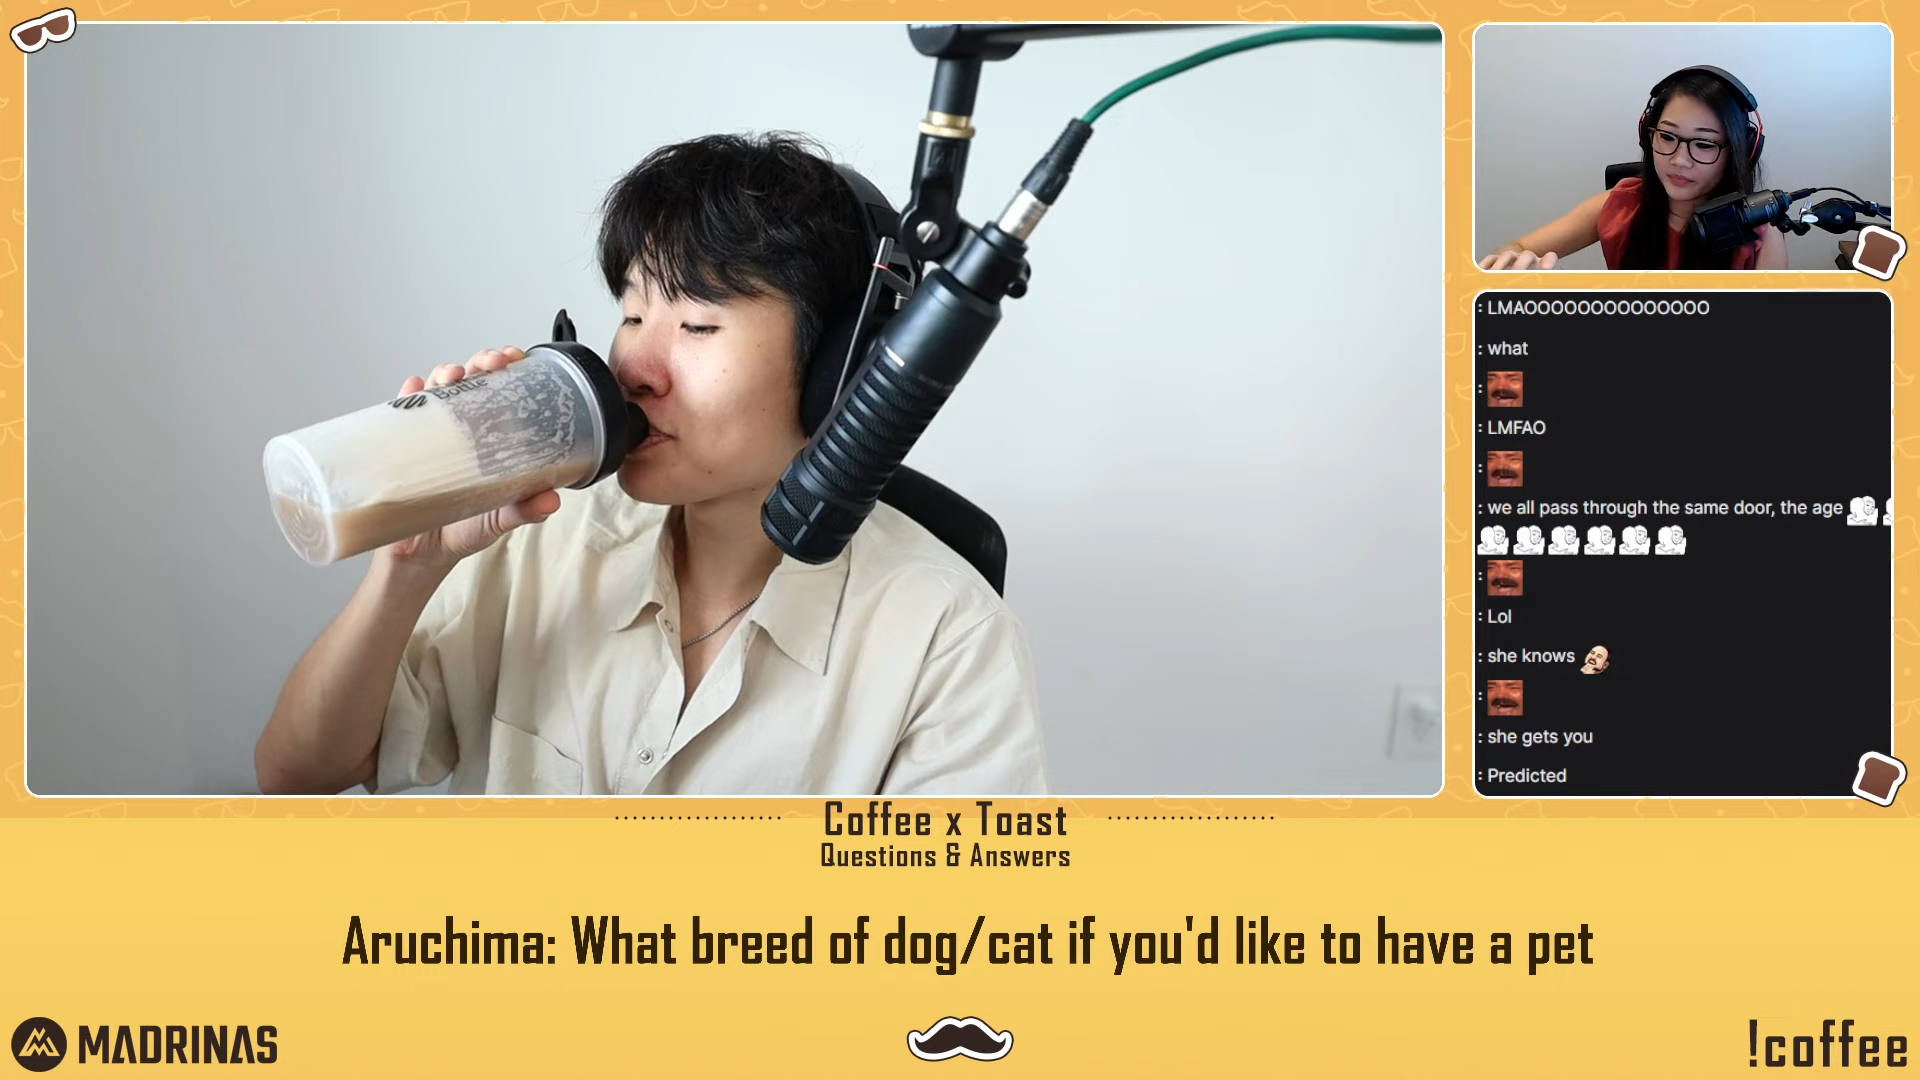 Bottle
: LMAOOOOOOOOOOOOOO
: what
:
: LMFAO
:
: we all pass through the same door, the age
:
: Lol
: she knows
:
: she gets you
: Predicted
Coffee x Toast
Questions & Answers
Aruchima: What breed of dog/cat if you'd like to have a pet
MADRINAS
!coffee